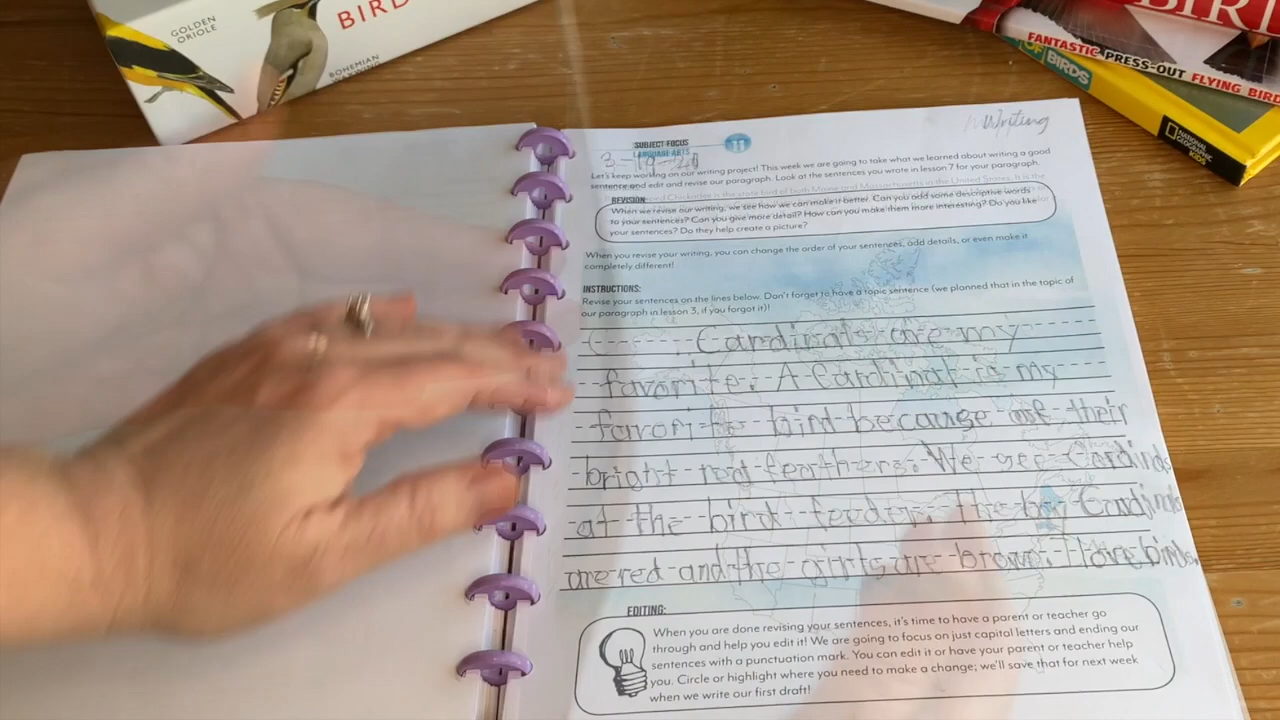 GOLDEN
ORIOLE
BIRD
BOHEMIAN
BIRD
FANTASTIC PRESS-OUT FLYING BIRD
OF BIRDS
NATIONAL
GEOGRAPHIC
KIDS
Writing
SUBJECT FOCUS
LANGUAGE ARTS
11
Let's keep working on our writing project! This week we are going to take what we learned about writing a good
sentence and edit and revise our paragraph. Look at the sentences you wrote in lesson 7 for your paragraph.
REVISION:
When we revise our writing, we see how we can make it better. Can you add some descriptive words
to your sentences? Can you give more detail? How can you make them more interesting? Do you like
your sentences? Do they help create a picture?
When you revise your writing, you can change the order of your sentences, add details, or even make it
completely different!
INSTRUCTIONS:
Revise your sentences on the lines below. Don't forget to have a topic sentence (we planned that in the topic of
our paragraph in lesson 3, if you forgot it)!
Cardinals are my
favorite. A Cardinal is my
favorite bird because of their
bright red feathers. We see Cardinals
at the bird feeder. The boy Cardinals
are red and the girls are brown. I love birds.
EDITING:
When you are done revising your sentences, it's time to have a parent or teacher go
through and help you edit it! We are going to focus on just capital letters and ending our
sentences with a punctuation mark. You can edit it or have your parent or teacher help
you. Circle or highlight where you need to make a change; we'll save that for next week
when we write our first draft!